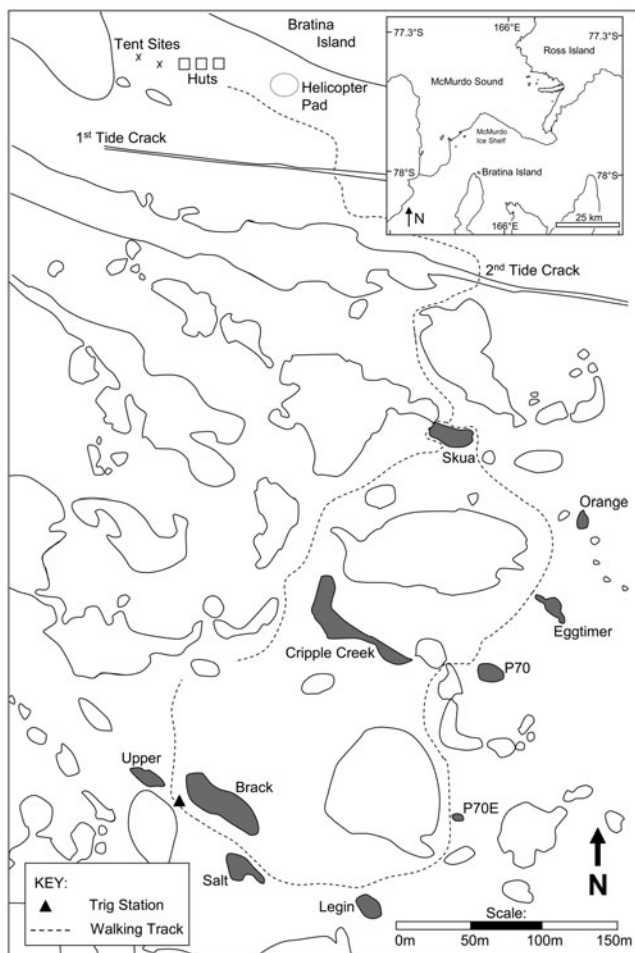 Tent Sites
x x
Huts
Bratina
Island
Helicopter
Pad
1st Tide Crack
77.3°S
166°E
77.3°S
Ross Island
McMurdo Sound
McMurdo
Ice Shelf
78°S
Bratina Island
78°S
N
166°E
25 km
2nd Tide Crack
Skua
Orange
Eggtimer
Cripple Creek
P70
Upper
Brack
P70E
Salt
Legin
N
KEY:
Trig Station
Walking Track
Scale:
0m 50m 100m 150m